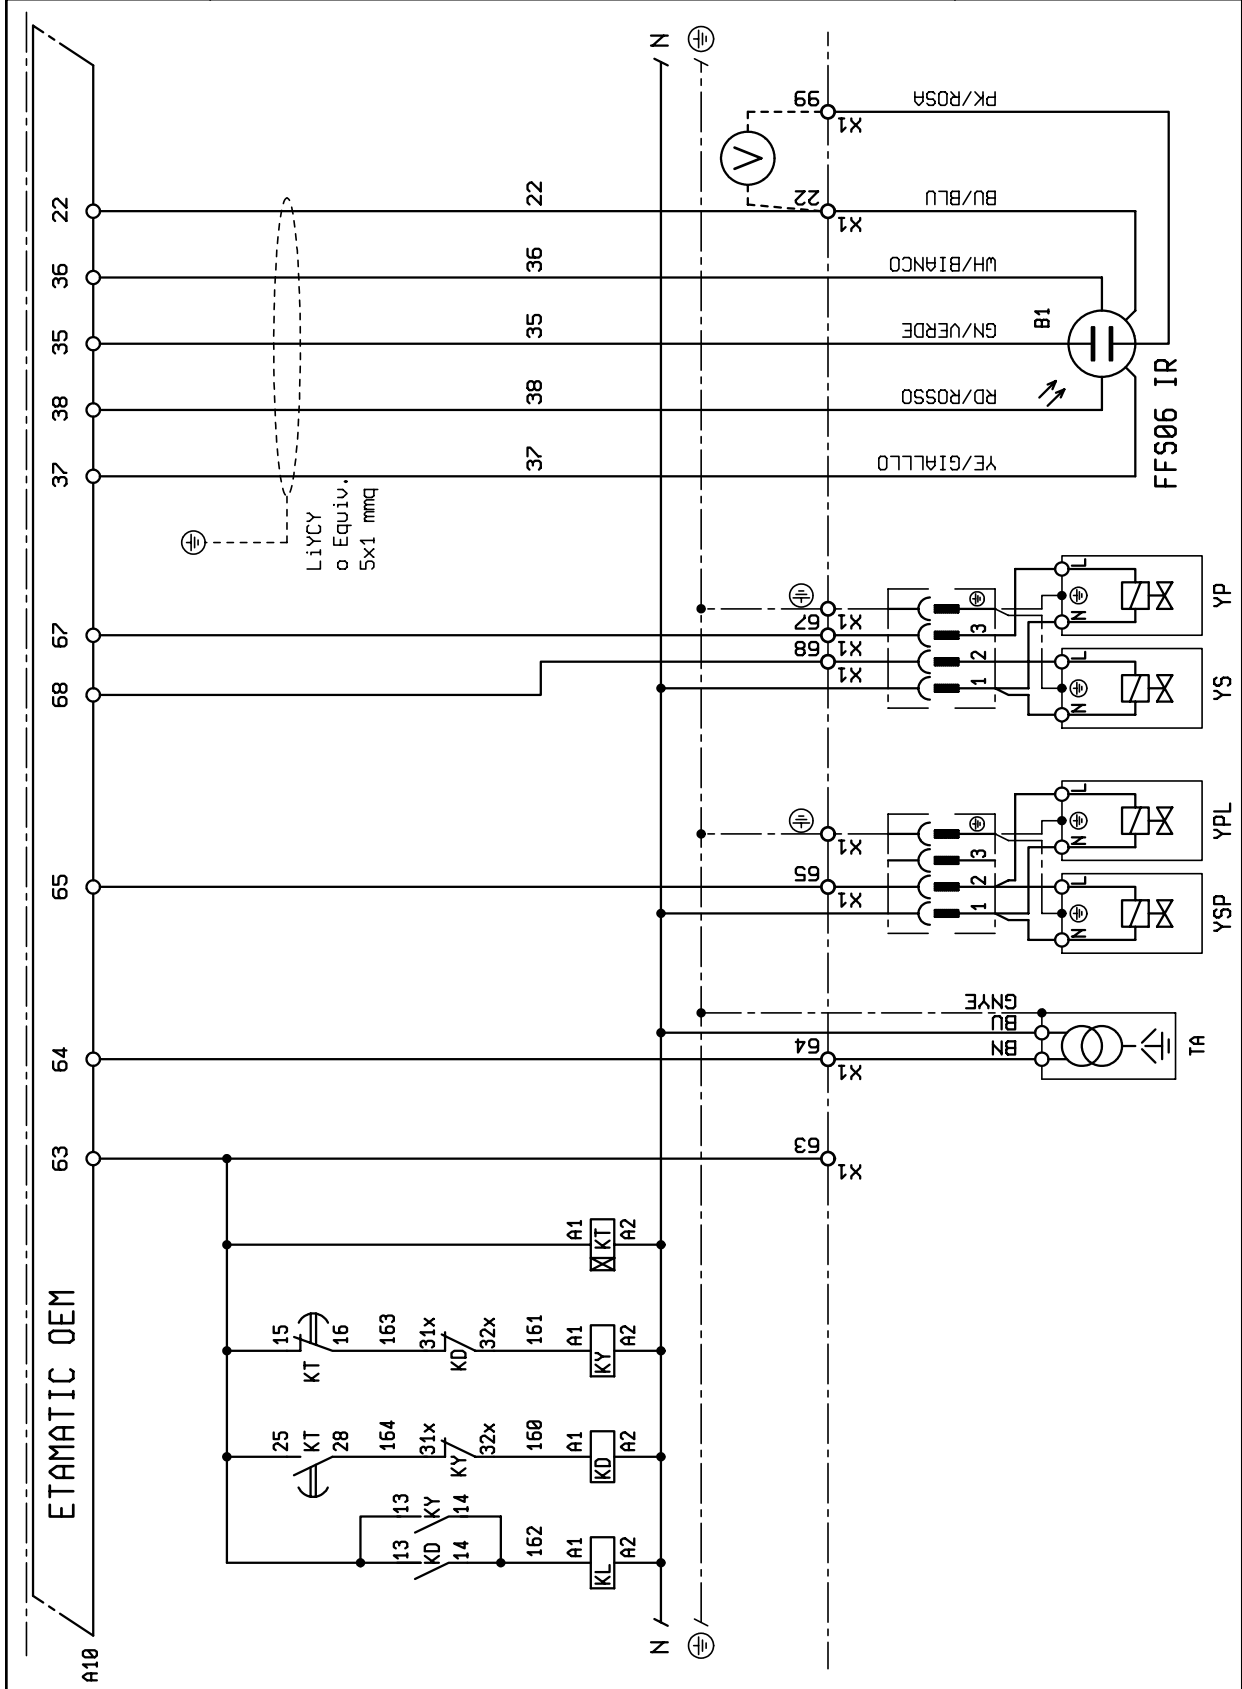 A10
ETAMATIC OEM
63
64
65
68
67
37
38
35
36
22
LiYCY
o Equiv.
5x1 mmq
25
KT
28
164
31x
KY
32x
160
15
KT
16
163
31x
KD
32x
161
13
KD
14
13
KY
14
162
A1
KL
A2
A1
KD
A2
A1
KY
A2
A1
KT
A2
37
38
35
36
22
N
N
V
63
X1
64
X1
65
X1
X1
68
X1
67
X1
X1
22
X1
99
X1
BN
BU
GNYE
TA
1
2
3
N
L
N
L
YSP
YPL
1
2
3
N
L
N
L
YS
YP
YE/GIALLLO
RD/ROSSO
GN/VERDE
WH/BIANCO
BU/BLU
PK/ROSA
B1
FFS06 IR